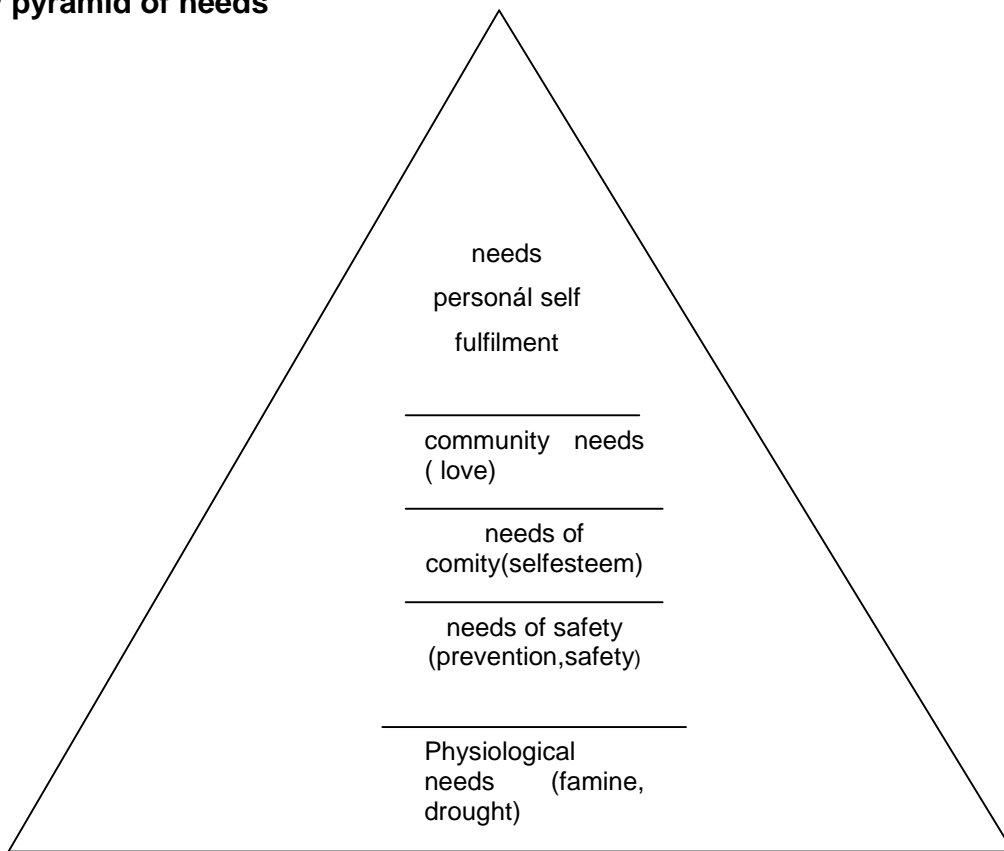 pyramid of needs
needs
personál self
fulfilment
community needs
( love)
needs of
comity(selfesteem)
needs of safety
(prevention,safety)
Physiological
needs (famine,
drought)